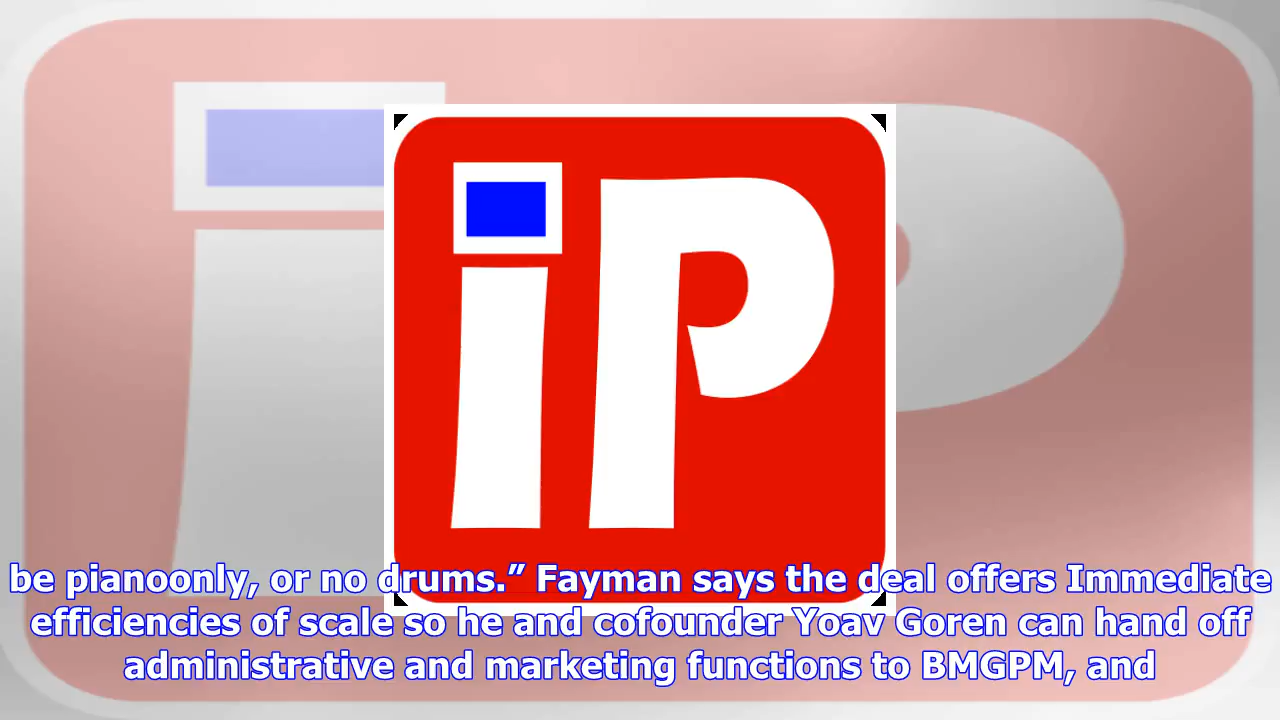 iP
be pianoonly, or no drums.” Fayman says the deal offers Immediate
efficiencies of scale so he and cofounder Yoav Goren can hand off
administrative and marketing functions to BMGPM, and